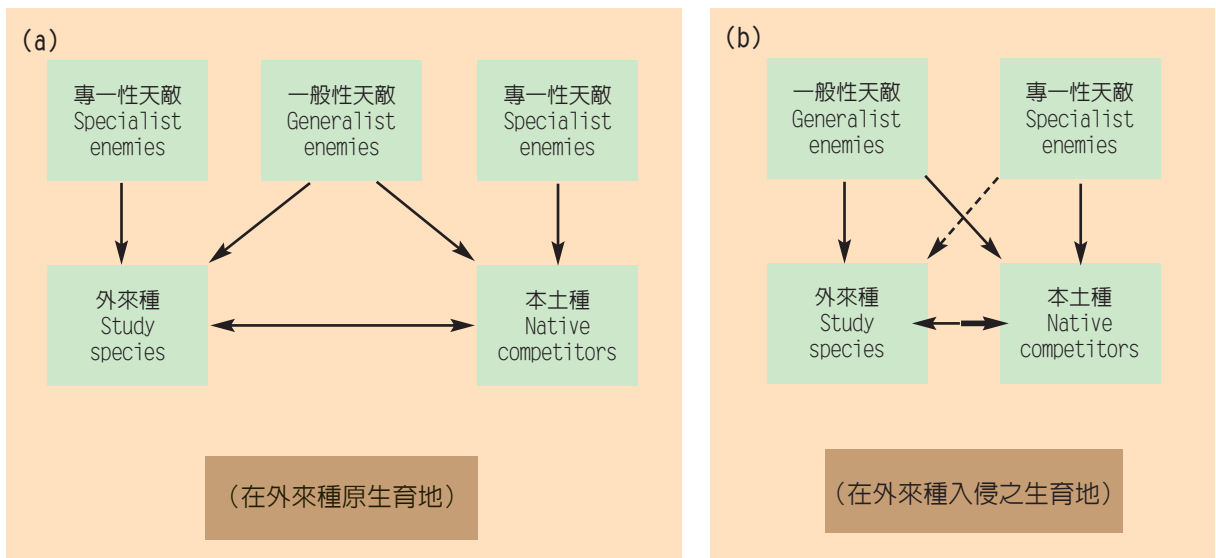 (a)
專一性天敵
Specialist
enemies
一般性天敵
Generalist
enemies
專一性天敵
Specialist
enemies
外來種
Study
species
本土種
Native
competitors
(在外來種原生育地)
(b)
一般性天敵
Generalist
enemies
專一性天敵
Specialist
enemies
外來種
Study
species
本土種
Native
competitors
(在外來種入侵之生育地)